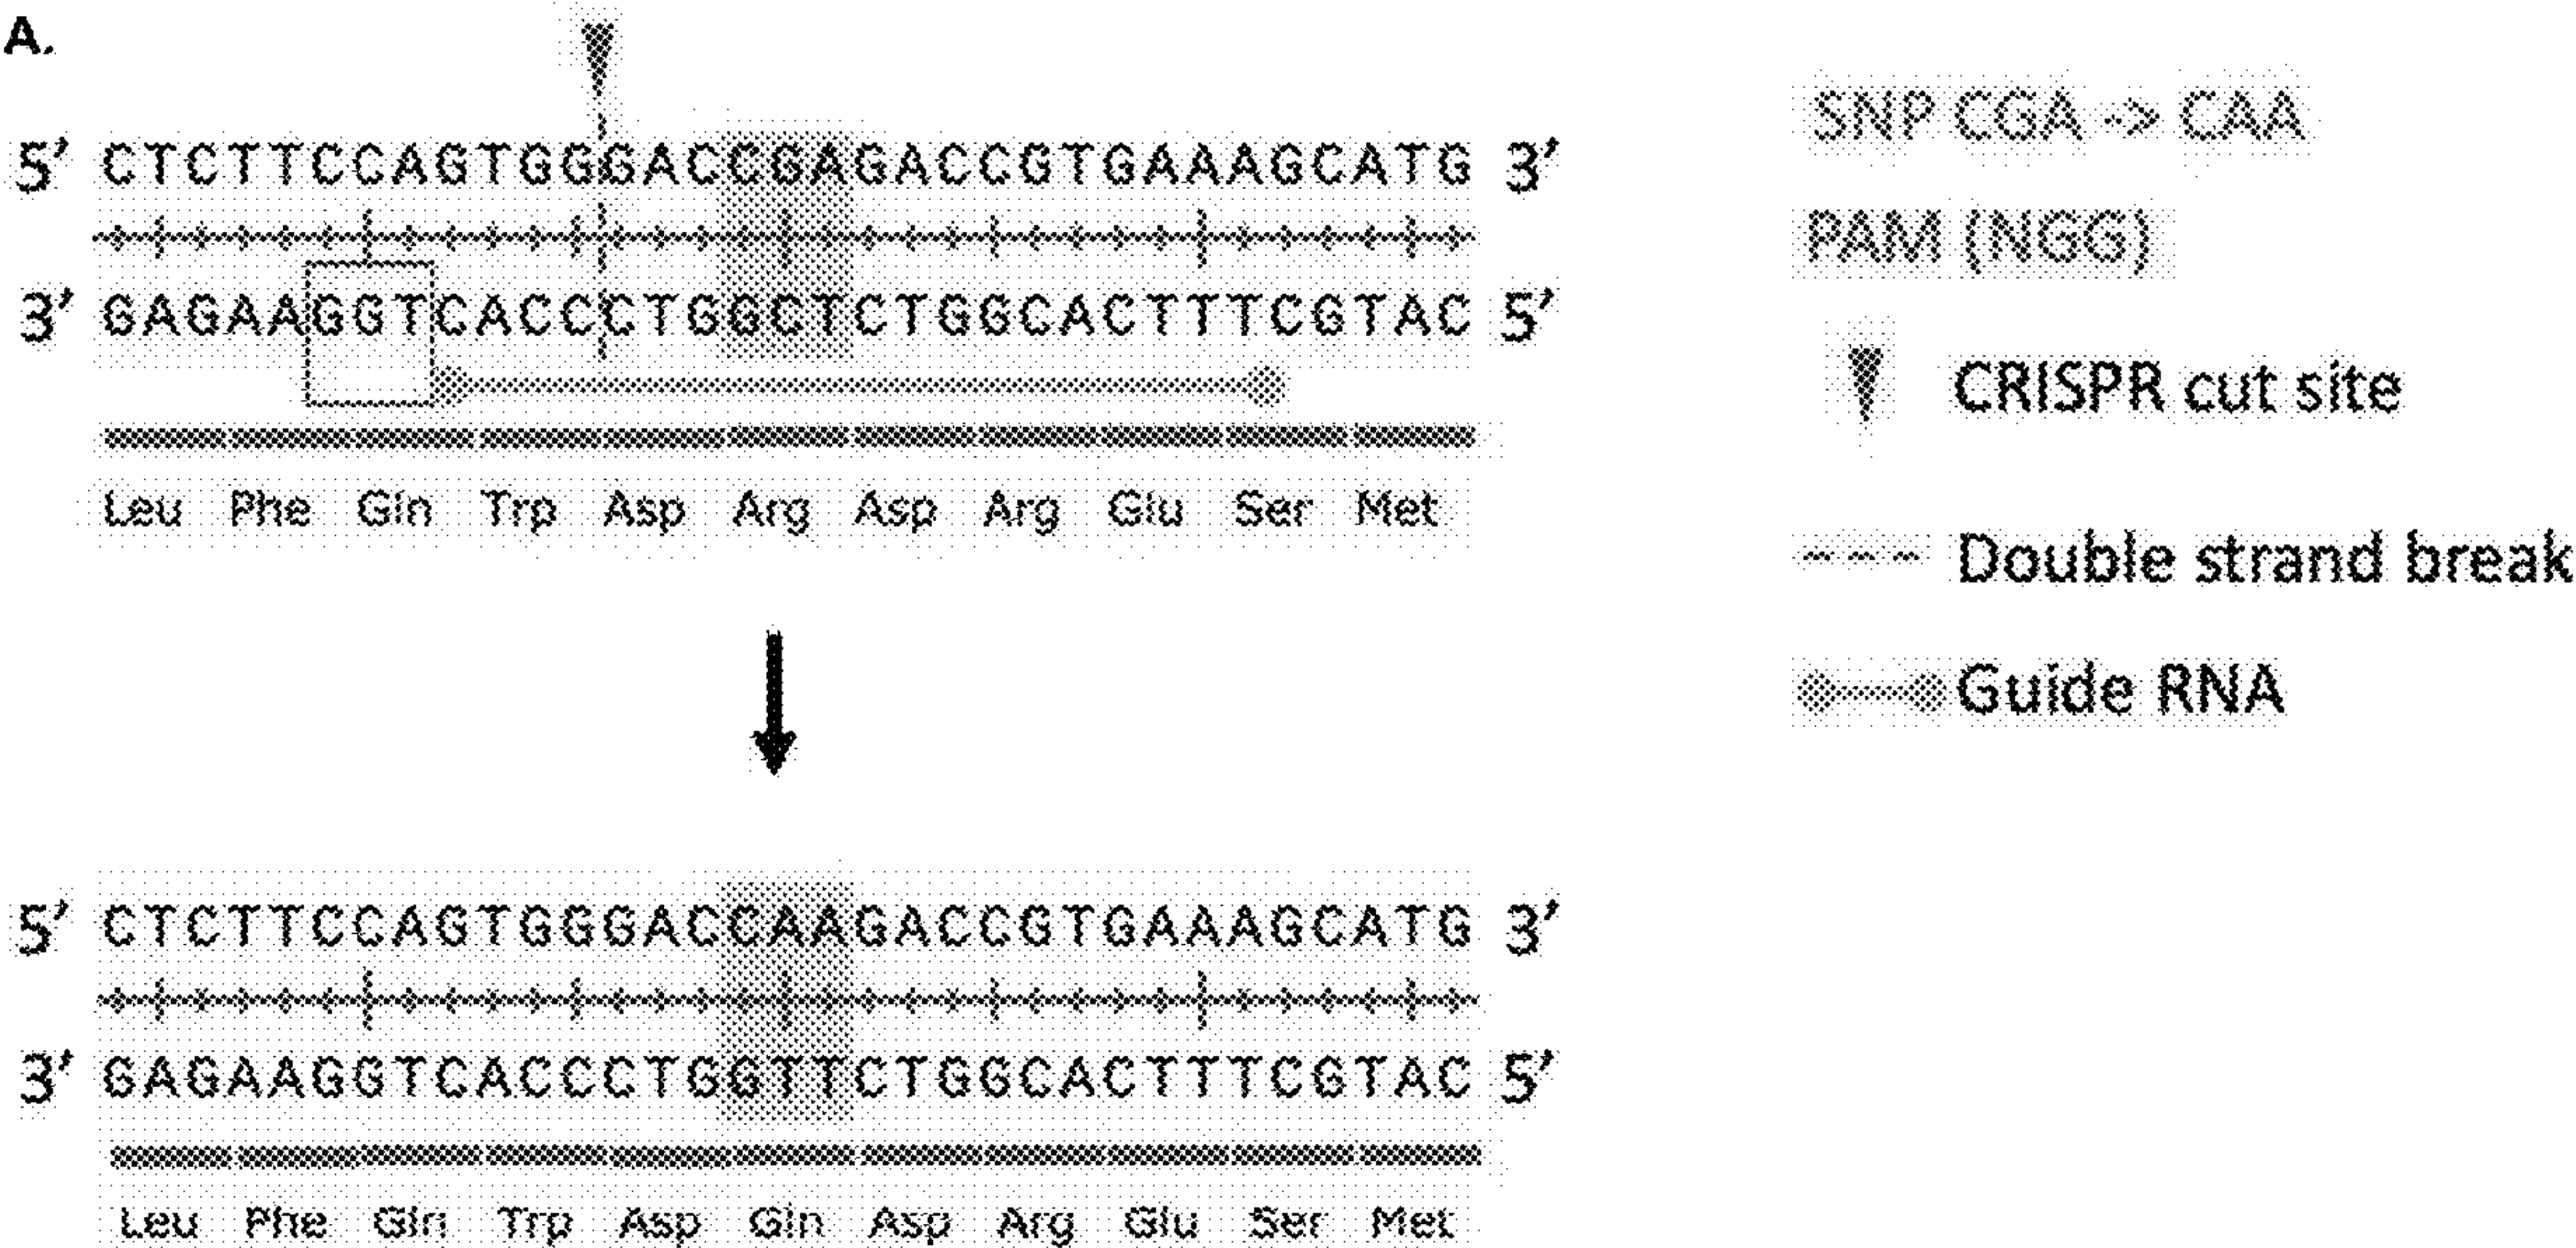 A.
5' CTCTTCCAGTGGGACCGAGACCGTGAAAGCATG 3'
3' GAGAAGGTCACCCTGGCTCTGGCACTTTCGTAC 5'
Leu Phe Gln Trp Asp Arg Asp Arg Glu Ser Met
SNP CGA -> CAA
PAM (NGG)
CRISPR cut site
Double strand break
Guide RNA
5' CTCTTCCAGTGGGACCAAGACCGTGAAAGCATG 3'
3' GAGAAGGTCACCCTGGTTCTGGCACTTTCGTAC 5'
Leu Phe Gln Trp Asp Gln Asp Arg Glu Ser Met